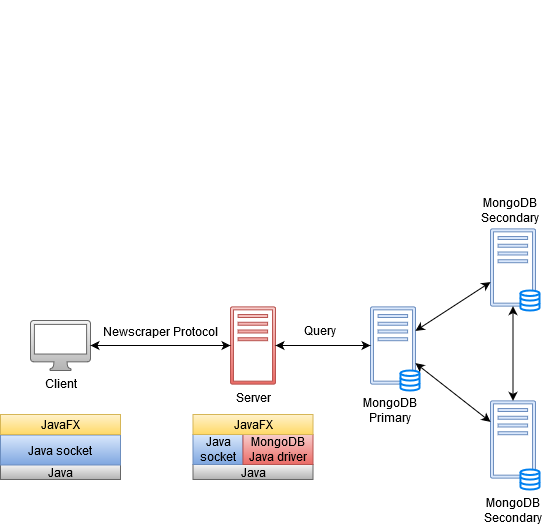 MongoDB
Secondary
Newscraper Protocol
Query
Client
Server
MongoDB
Primary
JavaFX
Java socket
Java
JavaFX
Java
socket
MongoDB
Java driver
Java
MongoDB
Secondary